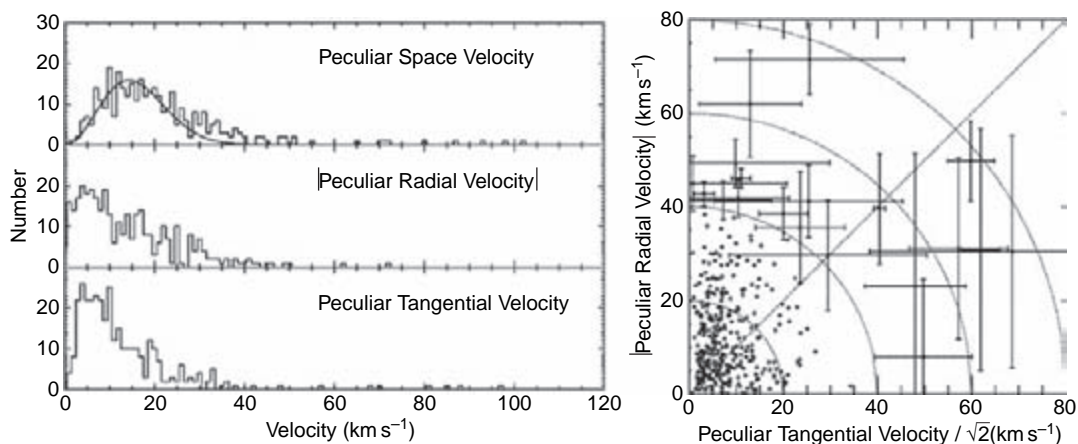 30
20
10
0
Peculiar Space Velocity
20
10
0
|Peculiar Radial Velocity|
30
20
10
0
Peculiar Tangential Velocity
Number
0 20 40 60 80 100 120
Velocity (km s⁻¹)
80
60
40
20
0
|Peculiar Radial Velocity| (km s⁻¹)
0 20 40 60 80
Peculiar Tangential Velocity / √2(km s⁻¹)